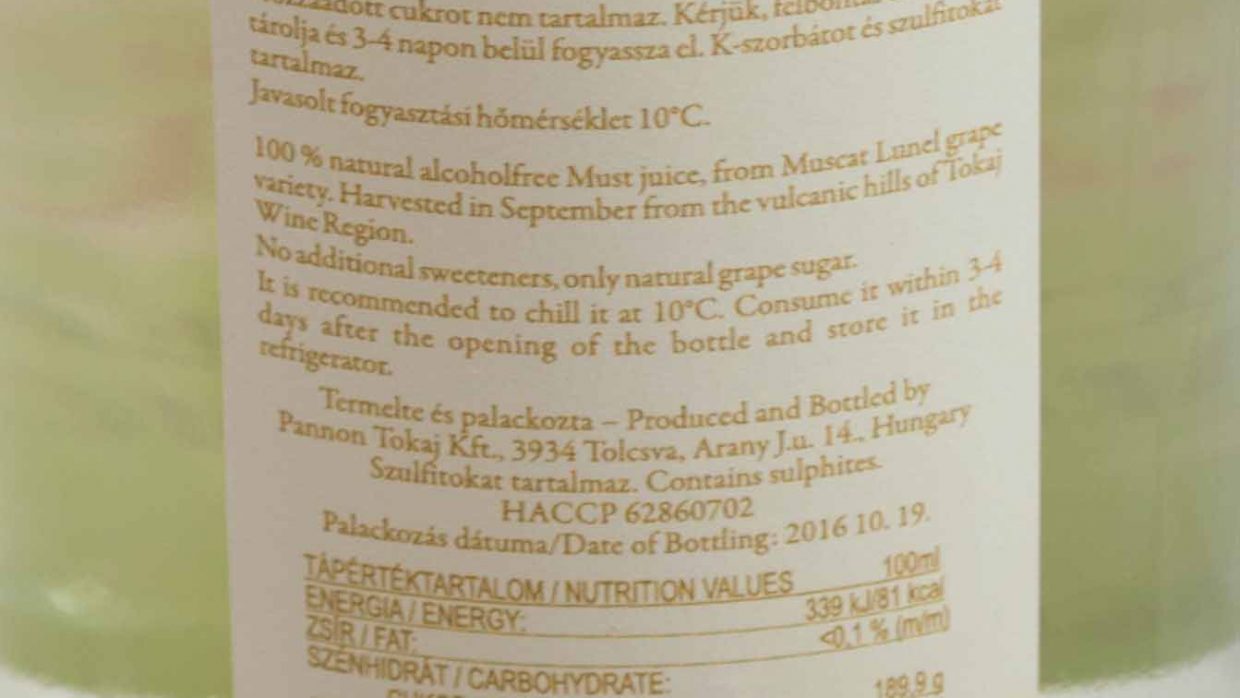 cukrot nem tartalmaz. Kérjük,
tárolja és 3-4 napon belül fogyassza el. K-szorbárot és szulfitokat
tartalmaz.
Javasolt fogyasztási hőmérséklet 10°C.
100 % natural alcoholfree Must juice, from Muscat Lunel grape
variety. Harvested in September from the vulcanic hills of Tokaj
Wine Region.
No additional sweeteners, only natural grape sugar.
It is recommended to chill it at 10°C. Consume it within 3-4
days after the opening of the bottle and store it in the
refrigerator.
Termelte és palackozta – Produced and Bottled by
Pannon Tokaj Kft., 3934 Tolcsva, Arany J.u. 14., Hungary
Szulfitokat tartalmaz. Contains sulphites.
HACCP 62860702
Palackozás dátuma/Date of Bottling: 2016 10. 19.
TÁPÉRTÉKTARTALOM / NUTRITION VALUES 100ml
ENERGIA / ENERGY: 339 kJ/81 kcal
ZSÍR / FAT: <0,1 % (m/m)
SZÉNHIDRÁT / CARBOHYDRATE: 189,9 g